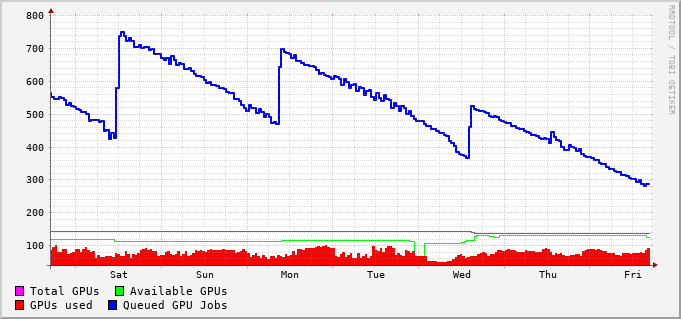 800
700
600
500
400
300
200
100
Sat Sun Mon Tue Wed Thu Fri
Total GPUs Available GPUs
GPUs used Queued GPU Jobs
RRDTOOL / TOBI OETIKER